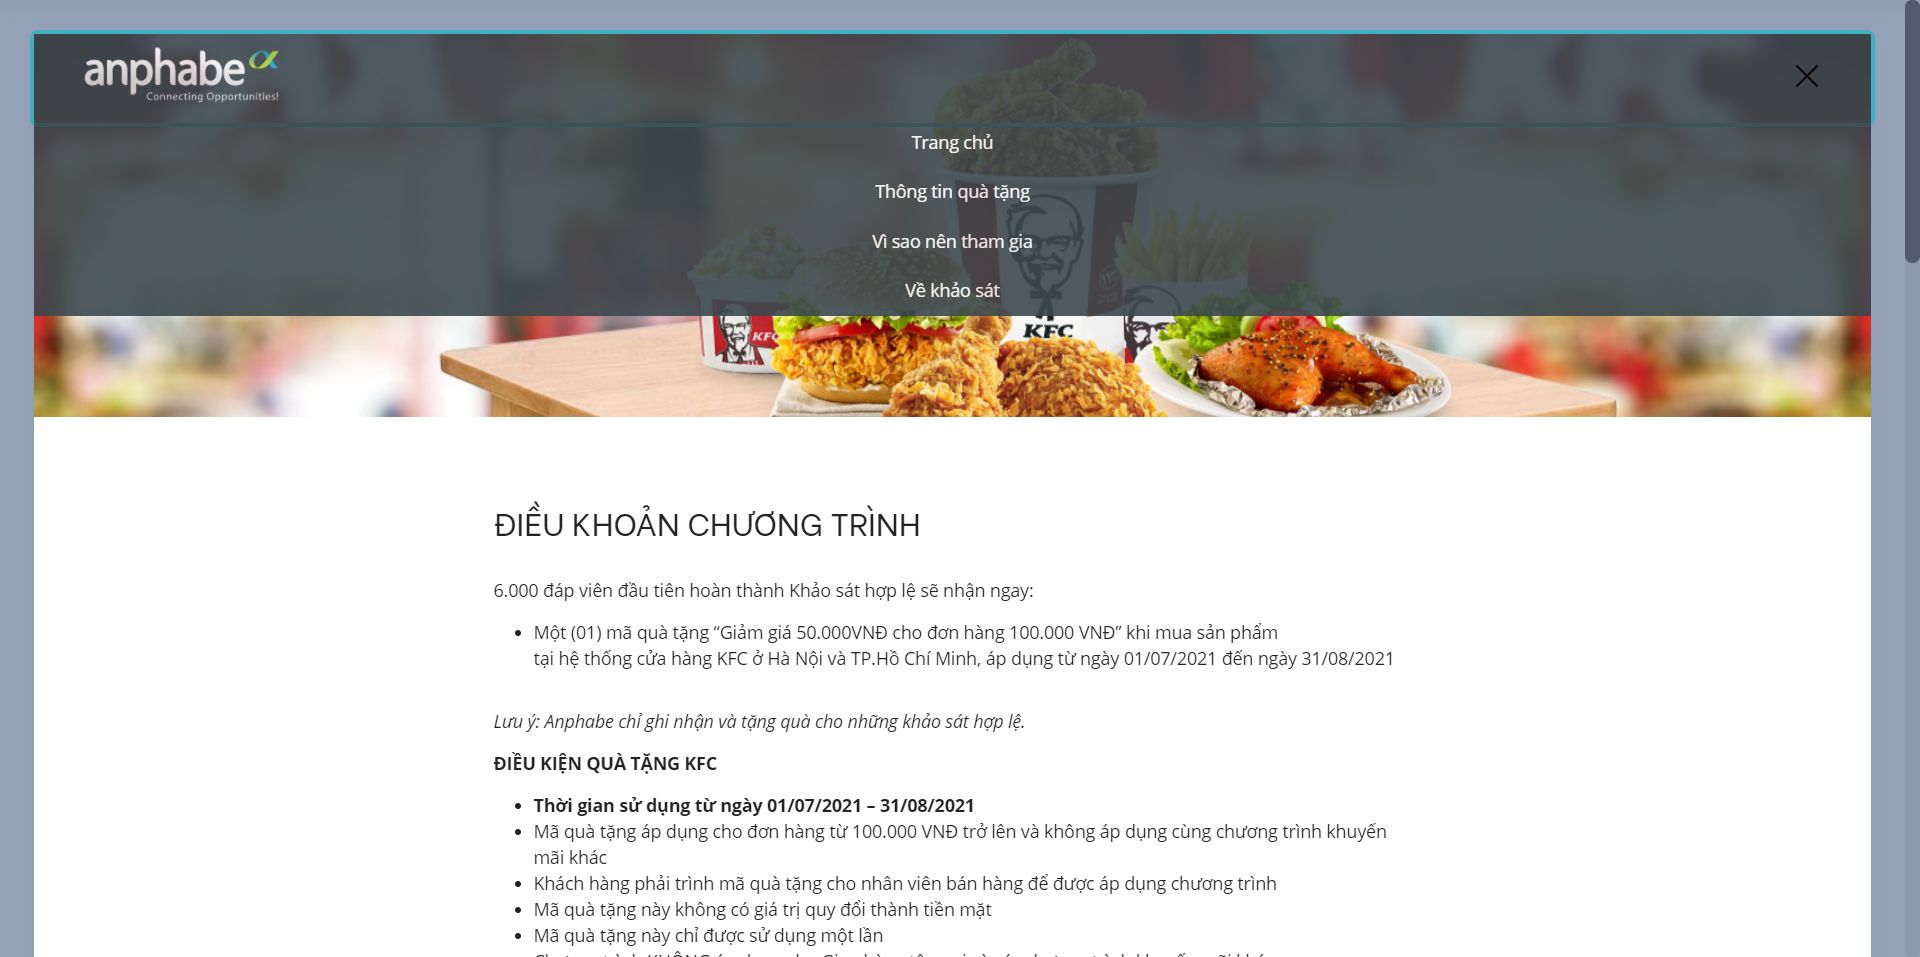 anphabe
Connecting Opportunities!
Trang chủ
Thông tin quà tặng
Vì sao nên tham gia
Về khảo sát
KFC
KFC
ĐIỀU KHOẢN CHƯƠNG TRÌNH
6.000 đáp viên đầu tiên hoàn thành Khảo sát hợp lệ sẽ nhận ngay:
• Một (01) mã quà tặng “Giảm giá 50.000VNĐ cho đơn hàng 100.000 VNĐ” khi mua sản phẩm
tại hệ thống cửa hàng KFC ở Hà Nội và TP.Hồ Chí Minh, áp dụng từ ngày 01/07/2021 đến ngày 31/08/2021
Lưu ý: Anphabe chỉ ghi nhận và tặng quà cho những khảo sát hợp lệ.
ĐIỀU KIỆN QUÀ TẶNG KFC
• Thời gian sử dụng từ ngày 01/07/2021 – 31/08/2021
• Mã quà tặng áp dụng cho đơn hàng từ 100.000 VNĐ trở lên và không áp dụng cùng chương trình khuyến
mãi khác
• Khách hàng phải trình mã quà tặng cho nhân viên bán hàng để được áp dụng chương trình
• Mã quà tặng này không có giá trị quy đổi thành tiền mặt
• Mã quà tặng này chỉ được sử dụng một lần